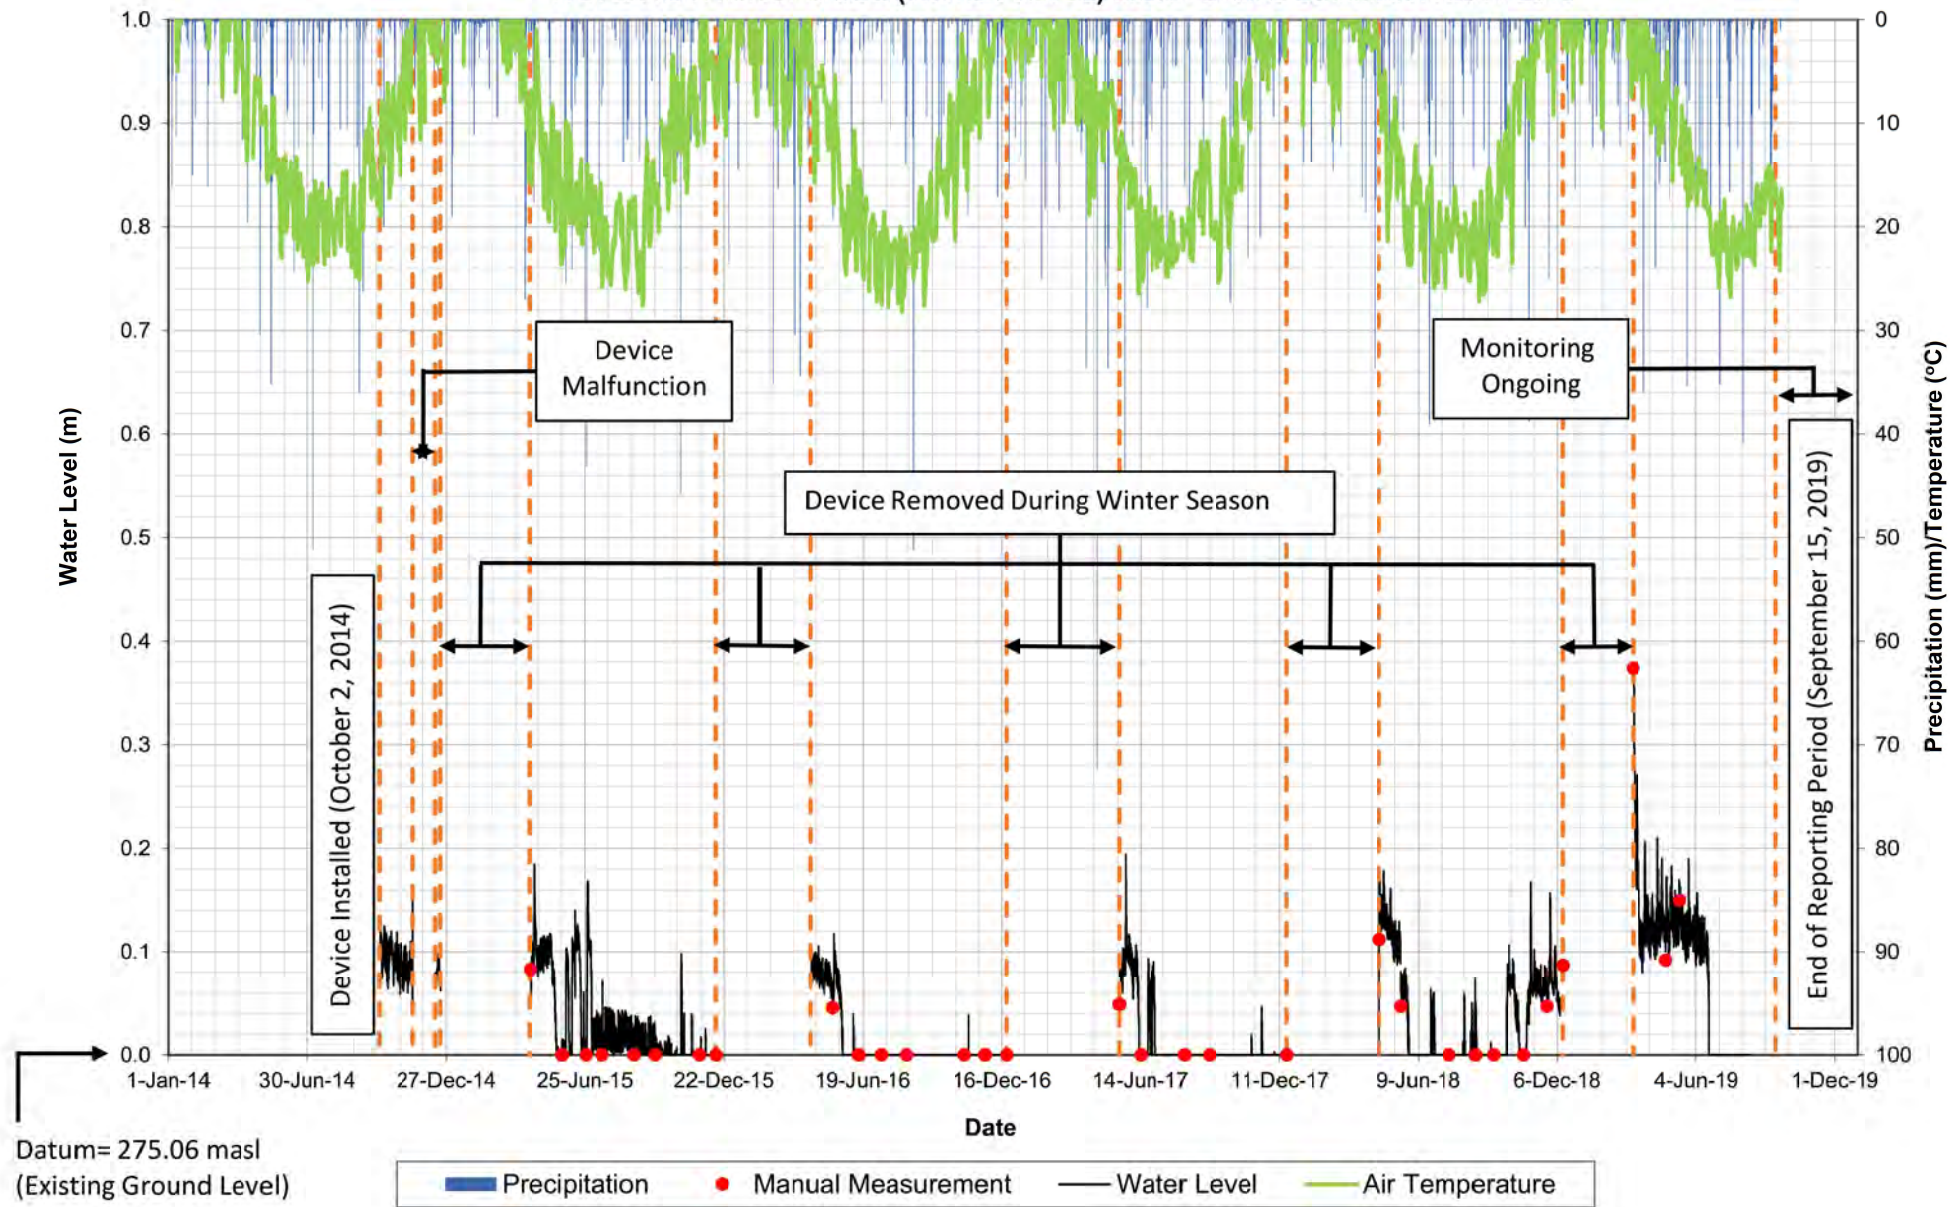 1.0
0.9
0.8
0.7
0.6
0.5
0.4
0.3
0.2
0.1
0.0
Water Level (m)
0
10
20
30
40
50
60
70
80
90
100
Precipitation (mm)/Temperature (°C)
Device
Malfunction
Monitoring
Ongoing
Device Removed During Winter Season
Device Installed (October 2, 2014)
End of Reporting Period (September 15, 2019)
1-Jan-14
30-Jun-14
27-Dec-14
25-Jun-15
22-Dec-15
19-Jun-16
16-Dec-16
14-Jun-17
11-Dec-17
9-Jun-18
6-Dec-18
4-Jun-19
1-Dec-19
Date
Datum= 275.06 masl
(Existing Ground Level)
Precipitation
Manual Measurement
Water Level
Air Temperature